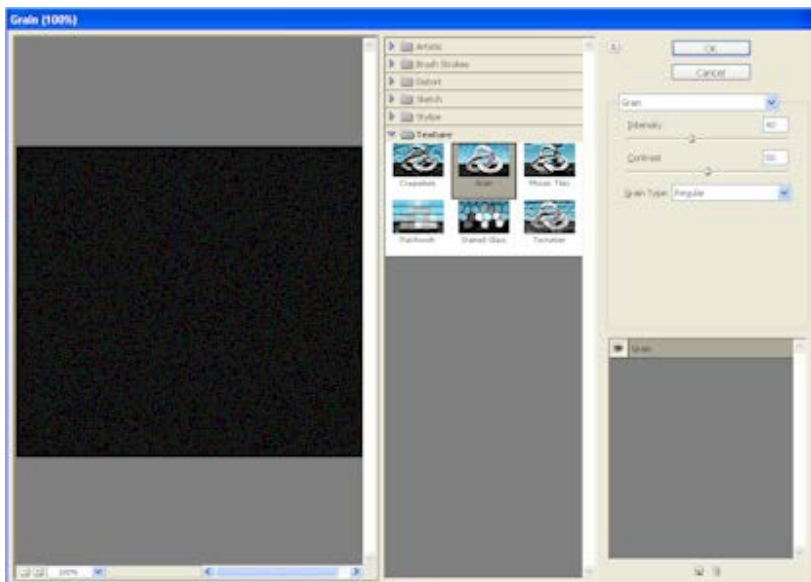 Grain (100%)
Artistic
Brush Strokes
Distort
Sketch
Stylize
Texture
Craquelure
Grain
Mosaic Tiles
Patchwork
Stained Glass
Texturizer
100%
OK
Cancel
Grain
Intensity
40
Contrast
50
Grain Type: Regular
Grain